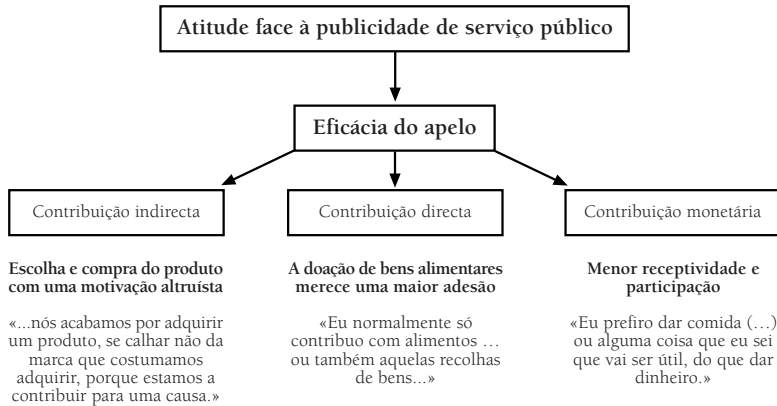 Atitude face à publicidade de serviço público
Eficácia do apelo
Contribuição indirecta
Contribuição directa
Contribuição monetária
Escolha e compra do produto
com uma motivação altruísta
«...nós acabamos por adquirir
um produto, se calhar não da
marca que costumamos
adquirir, porque estamos a
contribuir para uma causa.»
A doação de bens alimentares
merece uma maior adesão
«Eu normalmente só
contribuo com alimentos …
ou também aquelas recolhas
de bens...»
Menor receptividade e
participação
«Eu prefiro dar comida (…)
ou alguma coisa que eu sei
que vai ser útil, do que dar
dinheiro.»